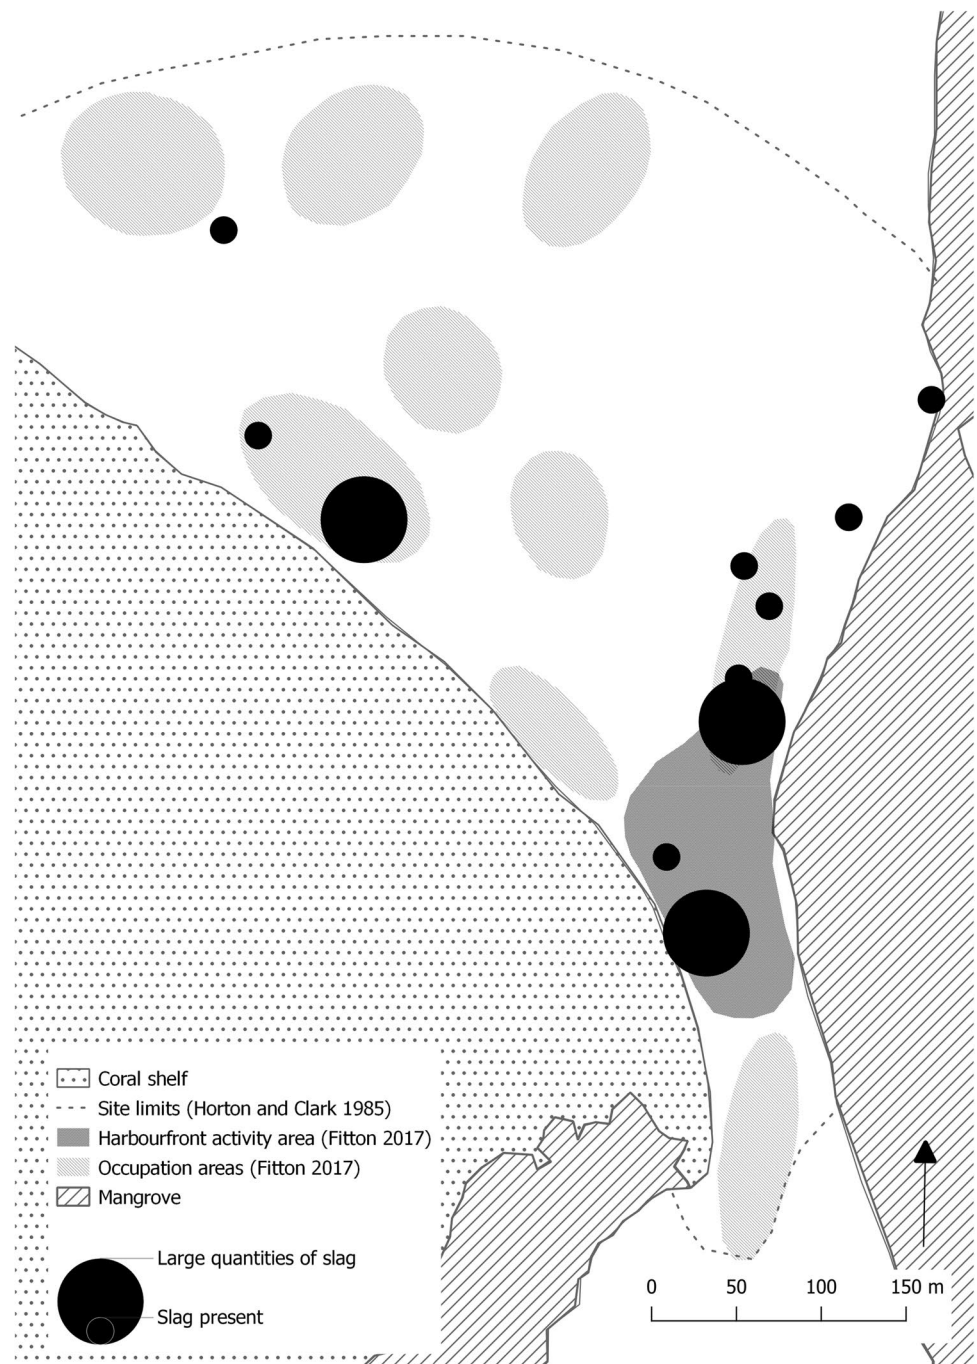 Coral shelf
Site limits (Horton and Clark 1985)
Harbourfront activity area (Fitton 2017)
Occupation areas (Fitton 2017)
Mangrove
Large quantities of slag
Slag present
0 50 100 150 m